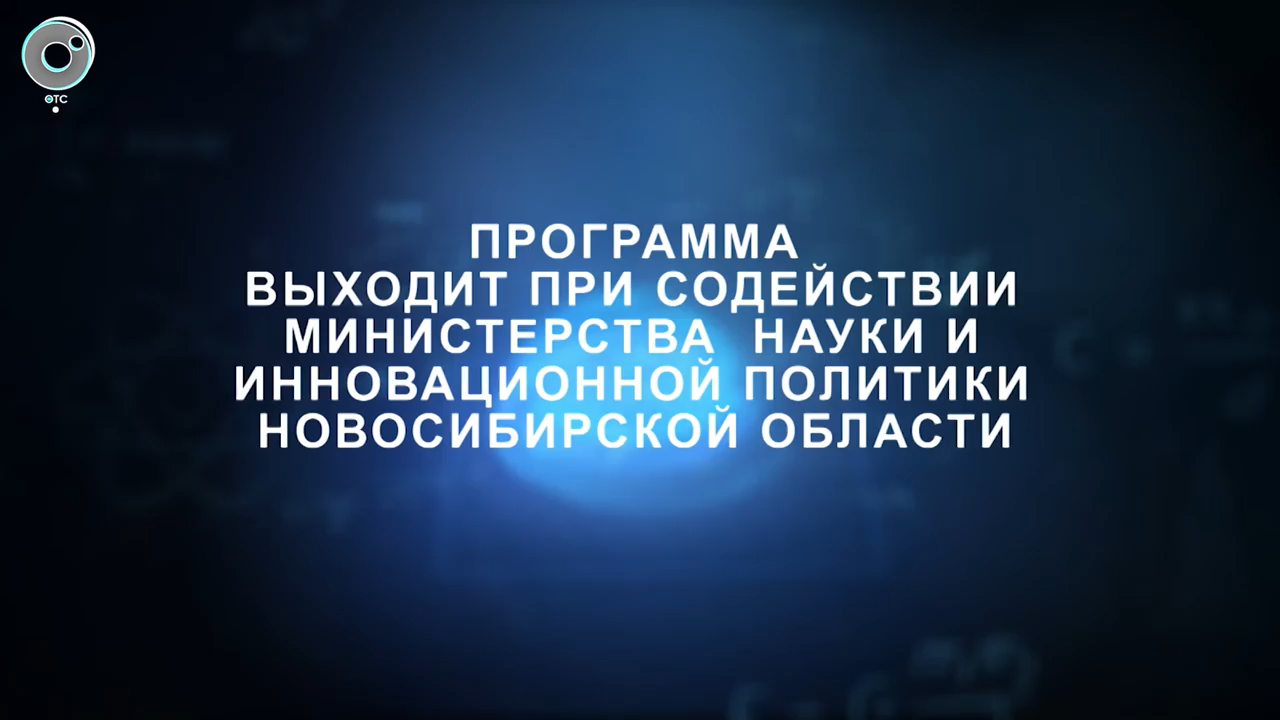 ОТС
ПРОГРАММА
ВЫХОДИТ ПРИ СОДЕЙСТВИИ
МИНИСТЕРСТВА НАУКИ И
ИННОВАЦИОННОЙ ПОЛИТИКИ
НОВОСИБИРСКОЙ ОБЛАСТИ